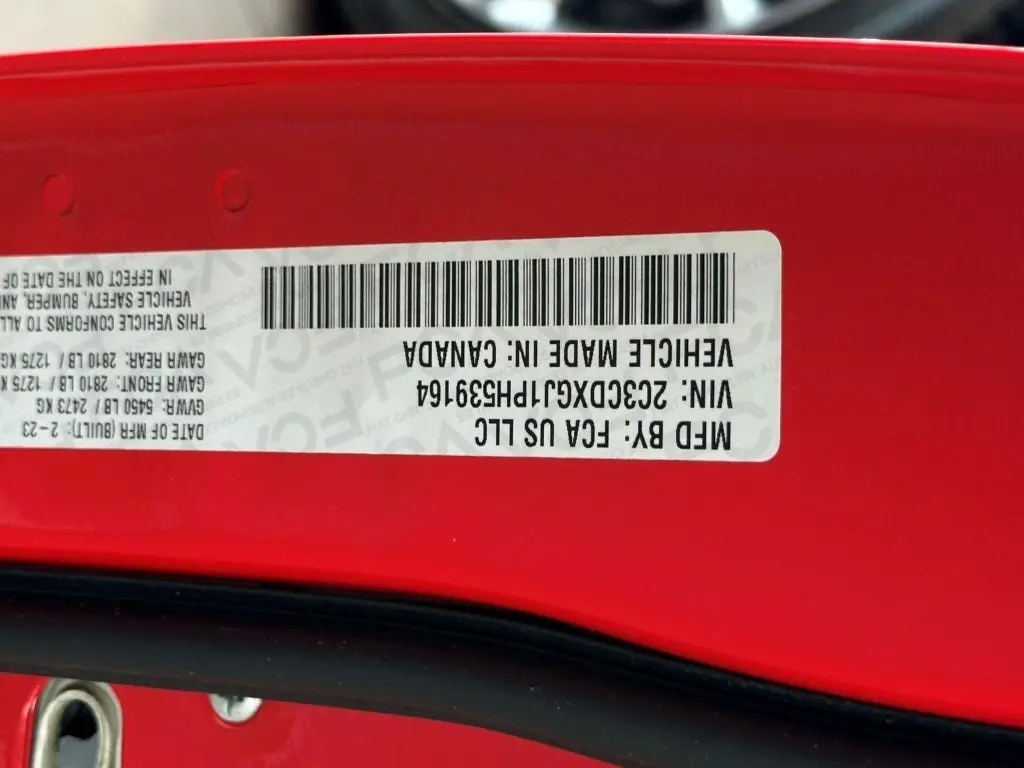 MFD BY: FCA US LLC
VIN: 2C3CDXGJ1PH539164
VEHICLE MADE IN: CANADA
DATE OF MFR (BUILT): 2-23
GVWR: 5450 LB / 2473 KG
GAWR FRONT: 2810 LB / 1275 K
GAWR REAR: 2810 LB / 1275 KG
THIS VEHICLE CONFORMS TO ALL
VEHICLE SAFETY, BUMPER, AN
IN EFFECT ON THE DATE OF